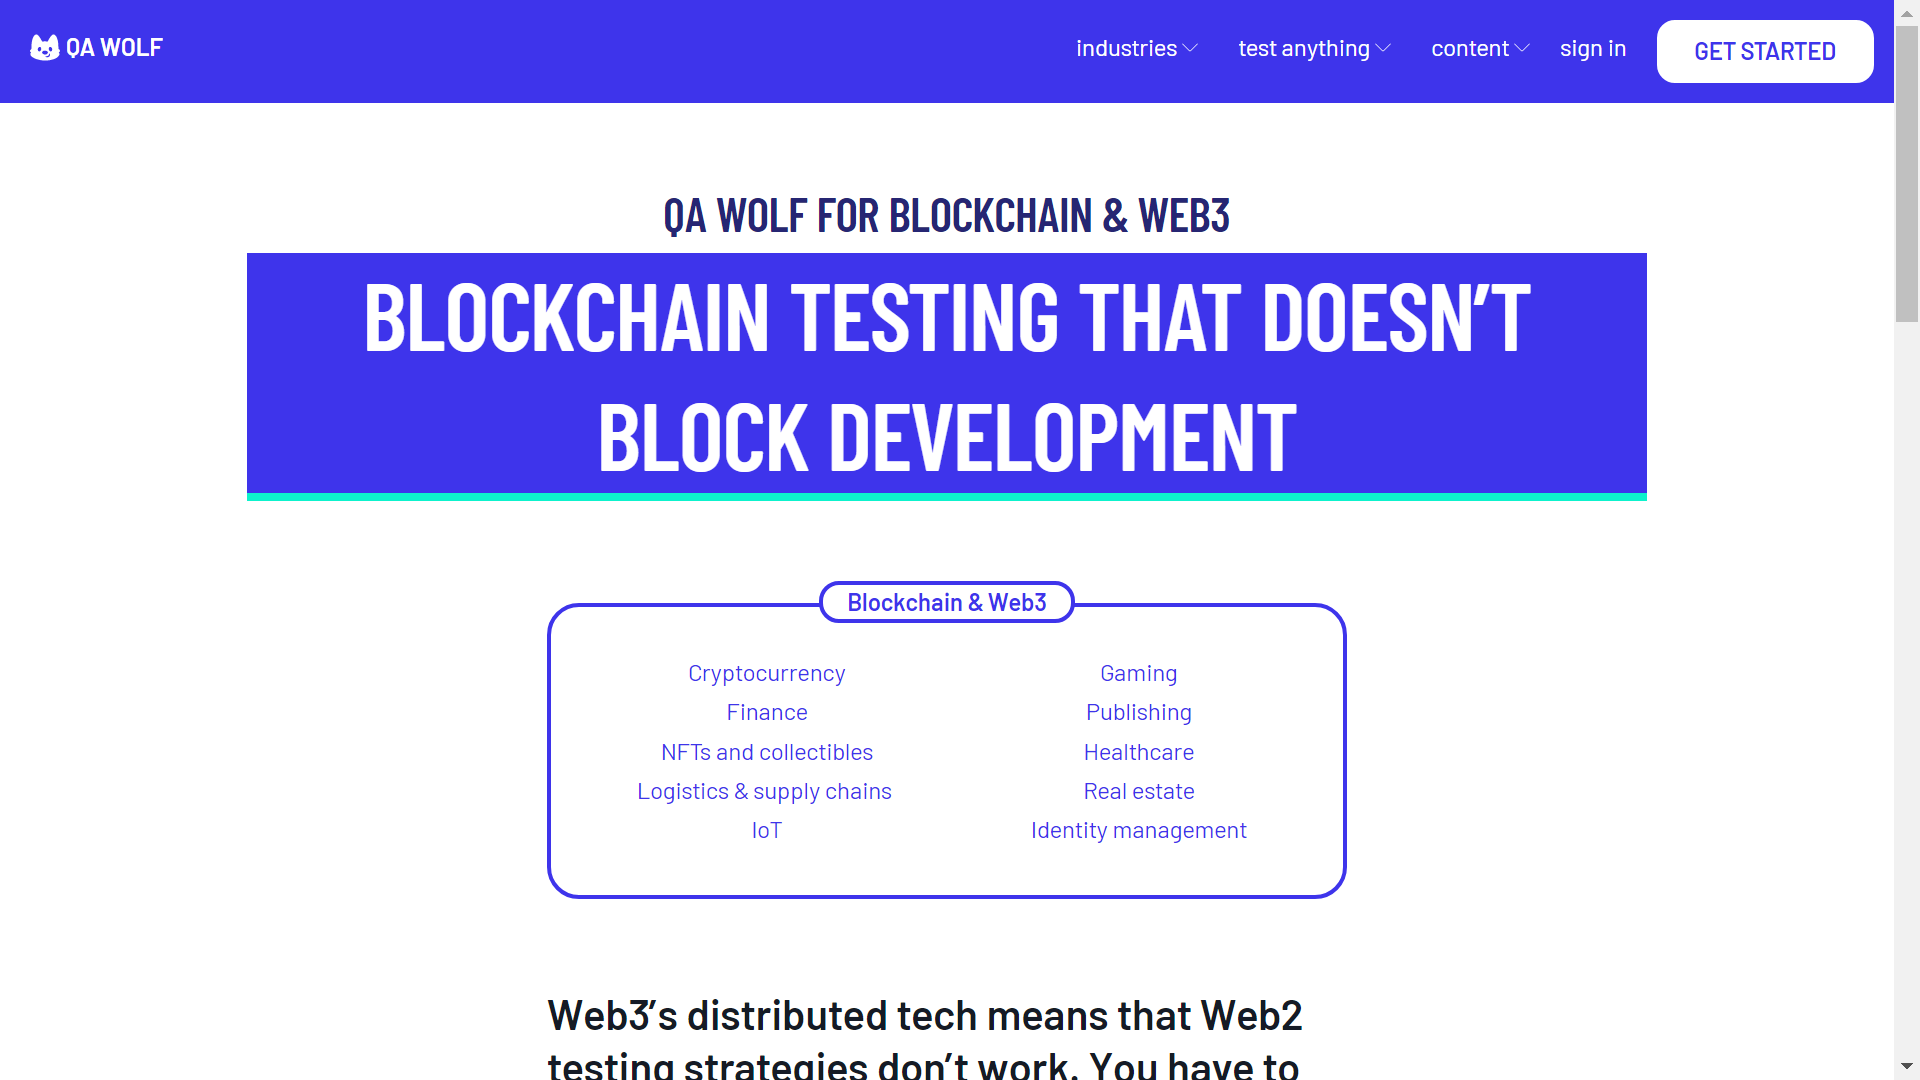 QA WOLF
industries
test anything
content
sign in
GET STARTED
QA WOLF FOR BLOCKCHAIN & WEB3
BLOCKCHAIN TESTING THAT DOESN’T
BLOCK DEVELOPMENT
Blockchain & Web3
Cryptocurrency
Finance
NFTs and collectibles
Logistics & supply chains
IoT
Gaming
Publishing
Healthcare
Real estate
Identity management
Web3’s distributed tech means that Web2
testing strategies don’t work. You have to